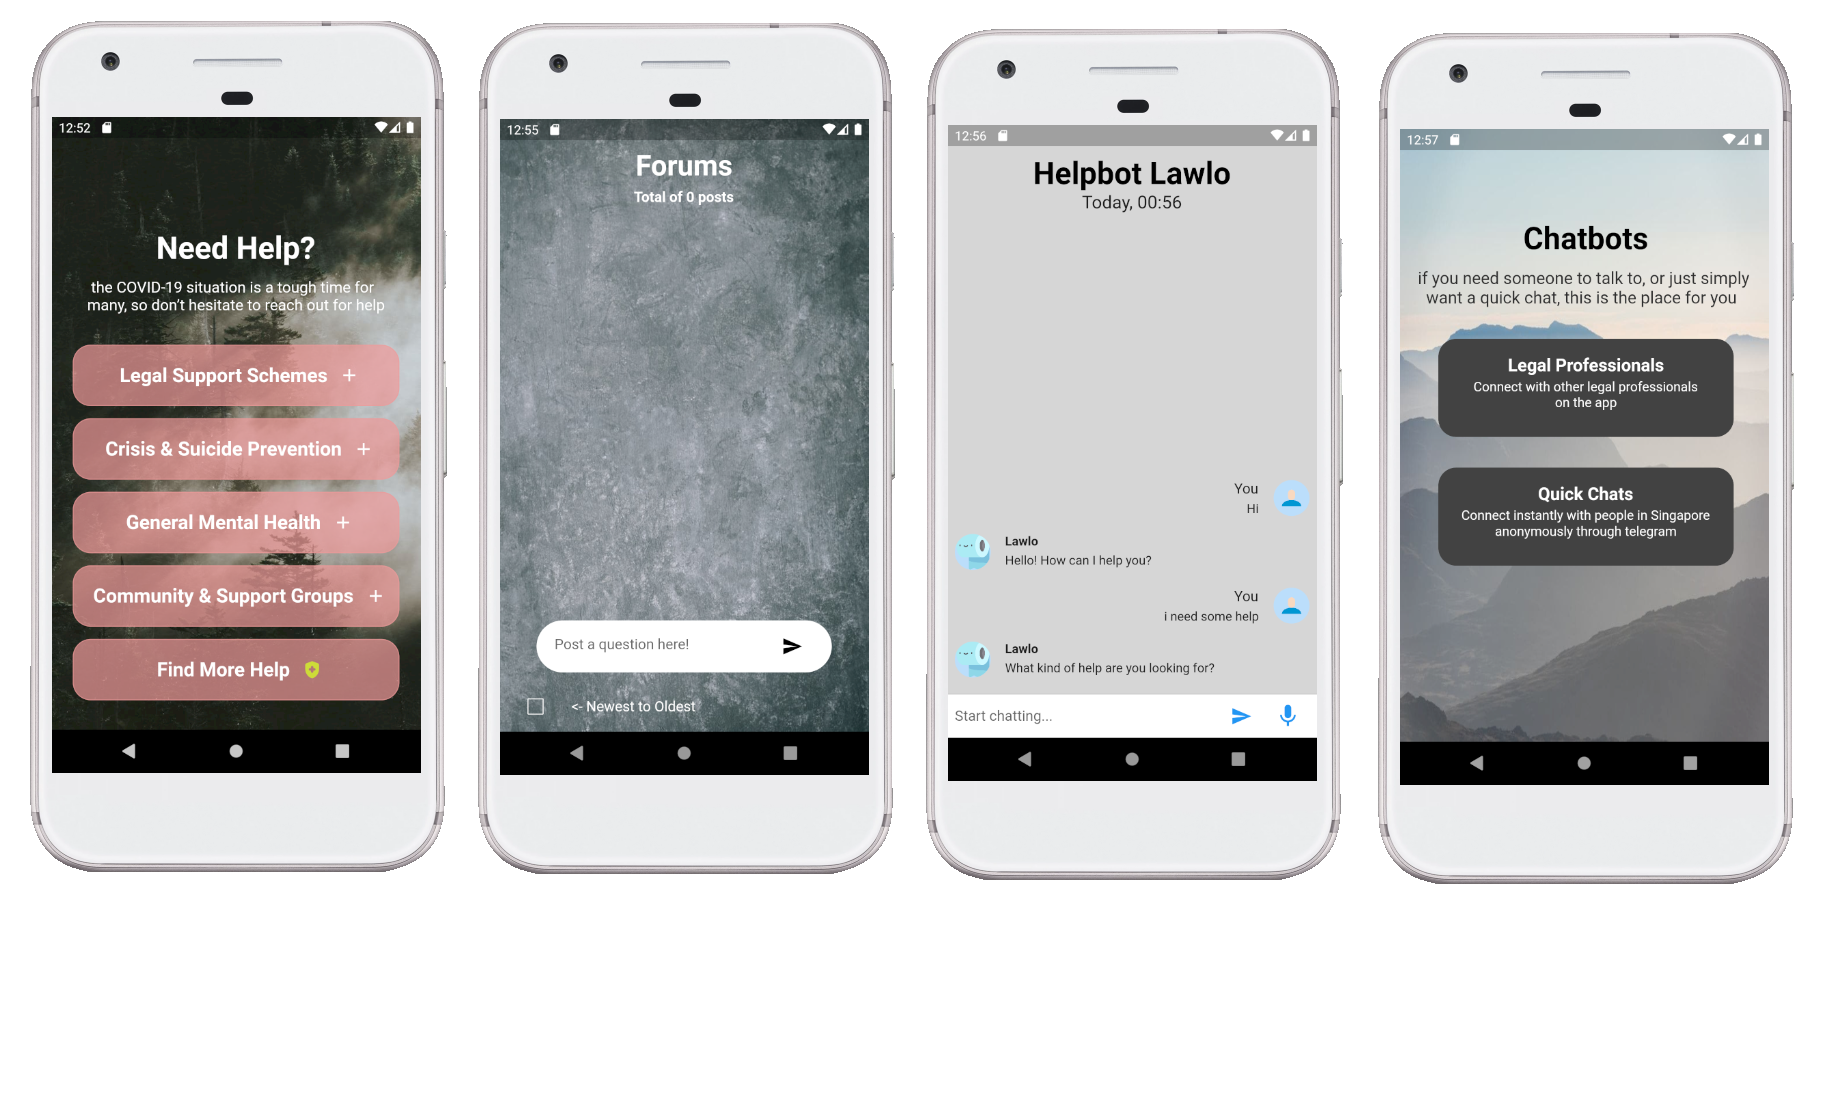 12:52
Need Help?
the COVID-19 situation is a tough time for
many, so don't hesitate to reach out for help
Legal Support Schemes +
Crisis & Suicide Prevention +
General Mental Health +
Community & Support Groups +
Find More Help
12:55
Forums
Total of 0 posts
Post a question here!
<- Newest to Oldest
12:56
Helpbot Lawlo
Today, 00:56
You
Hi
Lawlo
Hello! How can I help you?
You
i need some help
Lawlo
What kind of help are you looking for?
Start chatting...
12:57
Chatbots
if you need someone to talk to, or just simply
want a quick chat, this is the place for you
Legal Professionals
Connect with other legal professionals
on the app
Quick Chats
Connect instantly with people in Singapore
anonymously through telegram